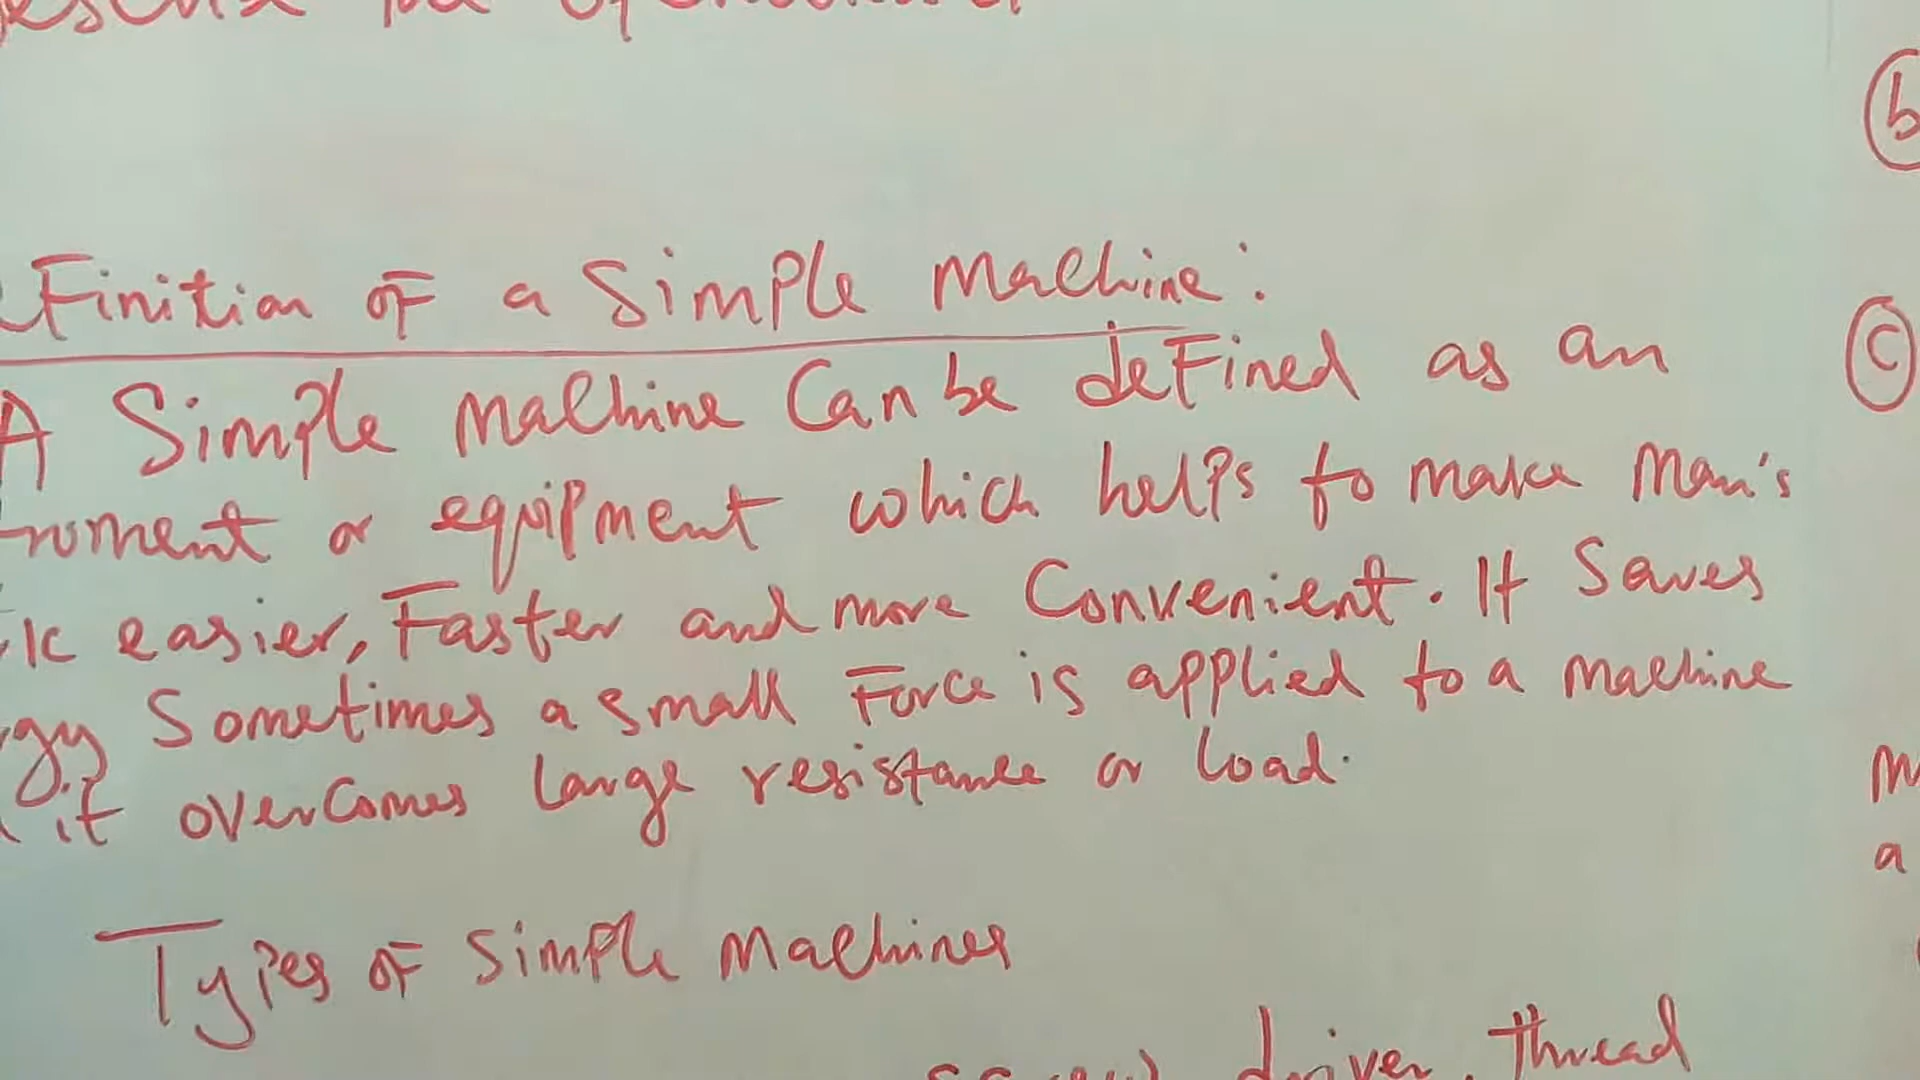 Finition of a Simple machine:
A Simple machine Can be defined as an
or equipment which helps to make Man's
easier, Faster and more Convenient. It Saves
Sometimes a small Force is applied to a machine
it overcomes large resistance or load.
Types of simple machines
driver, thread
b
c
a